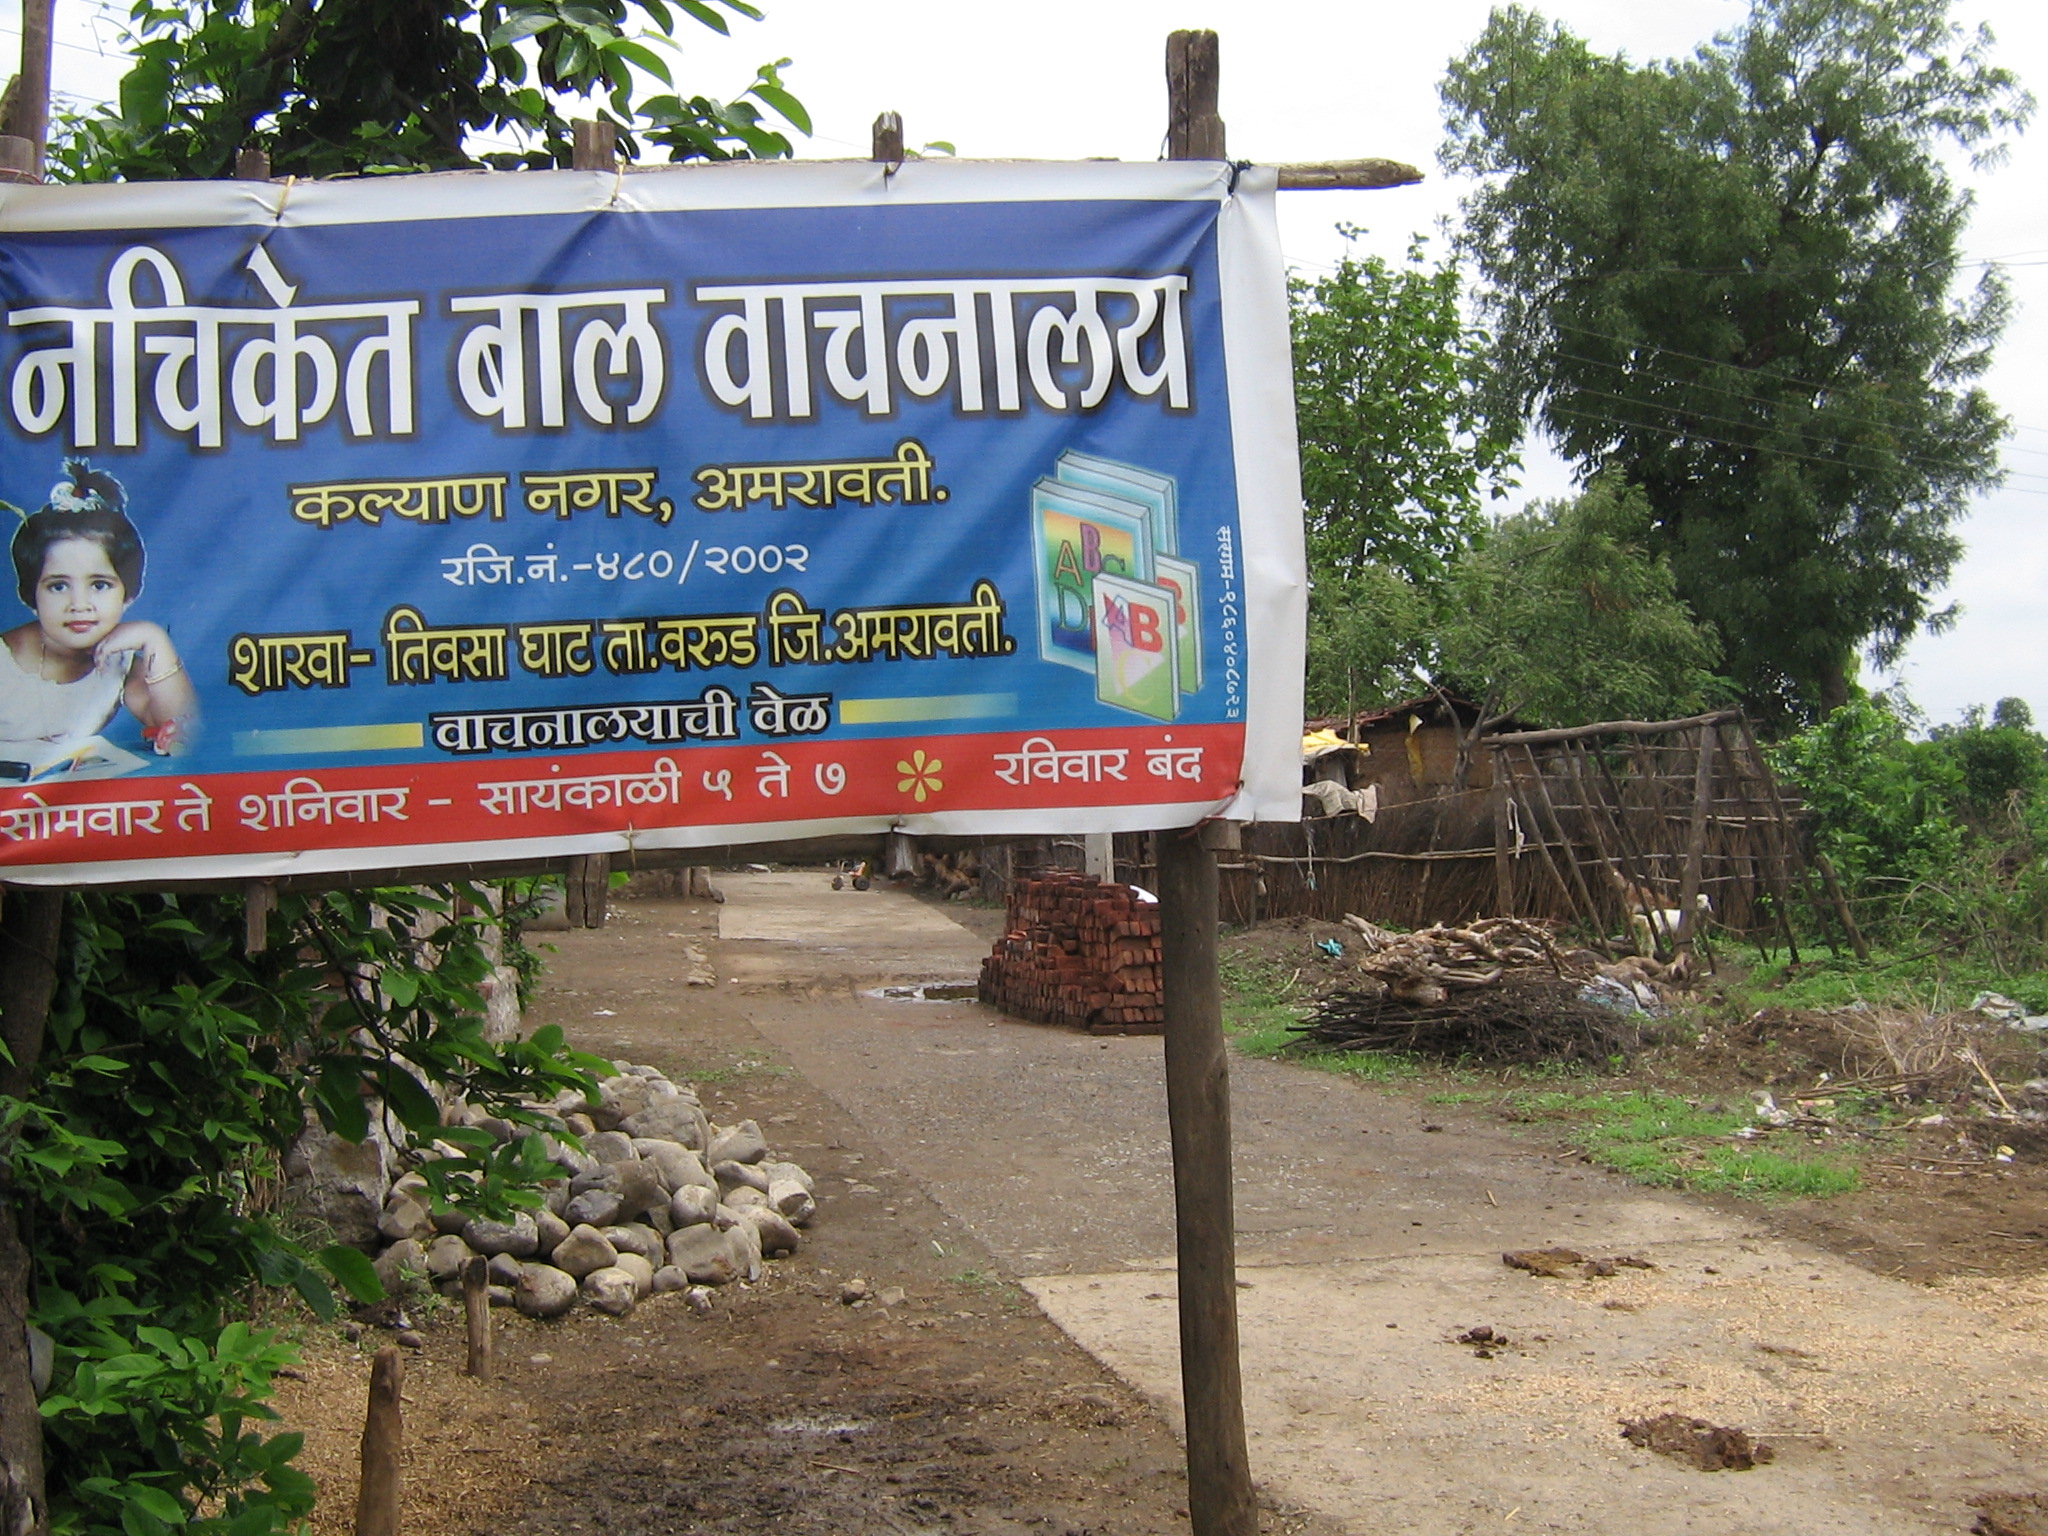 नचिकेत बाल वाचनालय
कल्याण नगर, अमरावती.
रजि.नं.-४८०/२००२
शाखा- तिवसा घाट ता.वरुड जि.अमरावती.
वाचनालयाची वेळ
सोमवार ते शनिवार - सायंकाळी ५ ते ७ रविवार बंद
A B C
D
B
AB
C